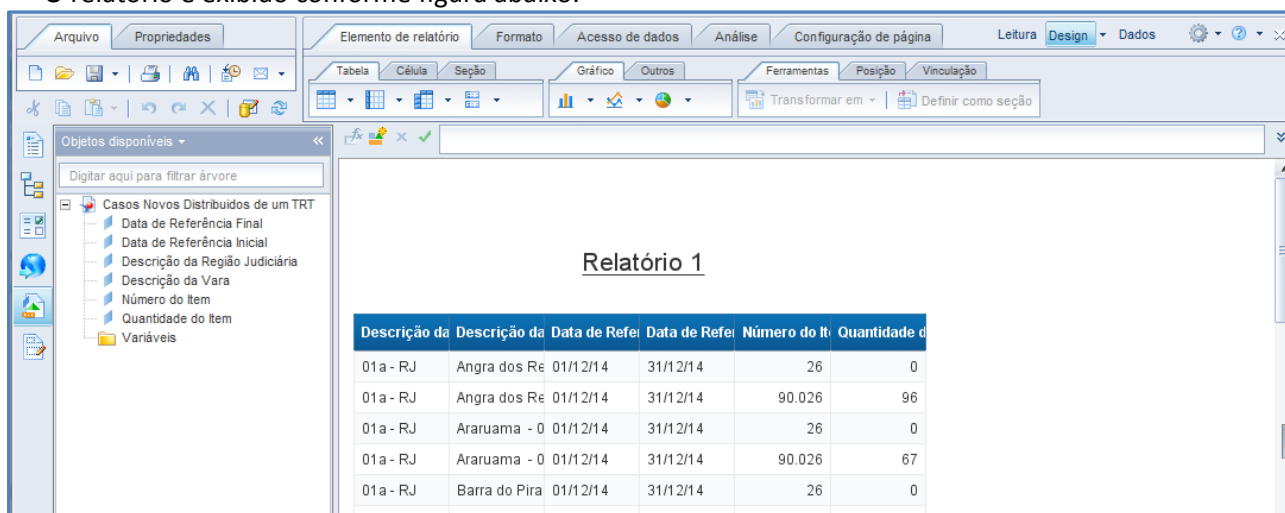 O relatório é exibido conforme figura abaixo:
Arquivo Propriedades Elemento de relatório Formato Acesso de dados Análise Configuração de página Leitura Design Dados
Tabela Célula Seção Gráfico Outros Ferramentas Posição Vinculação
Transformar em Definir como seção
Objetos disponíveis
Digitar aqui para filtrar árvore
Casos Novos Distribuidos de um TRT
Data de Referência Final
Data de Referência Inicial
Descrição da Região Judiciária
Descrição da Vara
Número do Item
Quantidade do Item
Variáveis
Relatório 1
Descrição da Descrição da Data de Refer Data de Refer Número do Ite Quantidade d
01a - RJ Angra dos Re 01/12/14 31/12/14 26 0
01a - RJ Angra dos Re 01/12/14 31/12/14 90.026 96
01a - RJ Araruama - 0 01/12/14 31/12/14 26 0
01a - RJ Araruama - 0 01/12/14 31/12/14 90.026 67
01a - RJ Barra do Pira 01/12/14 31/12/14 26 0